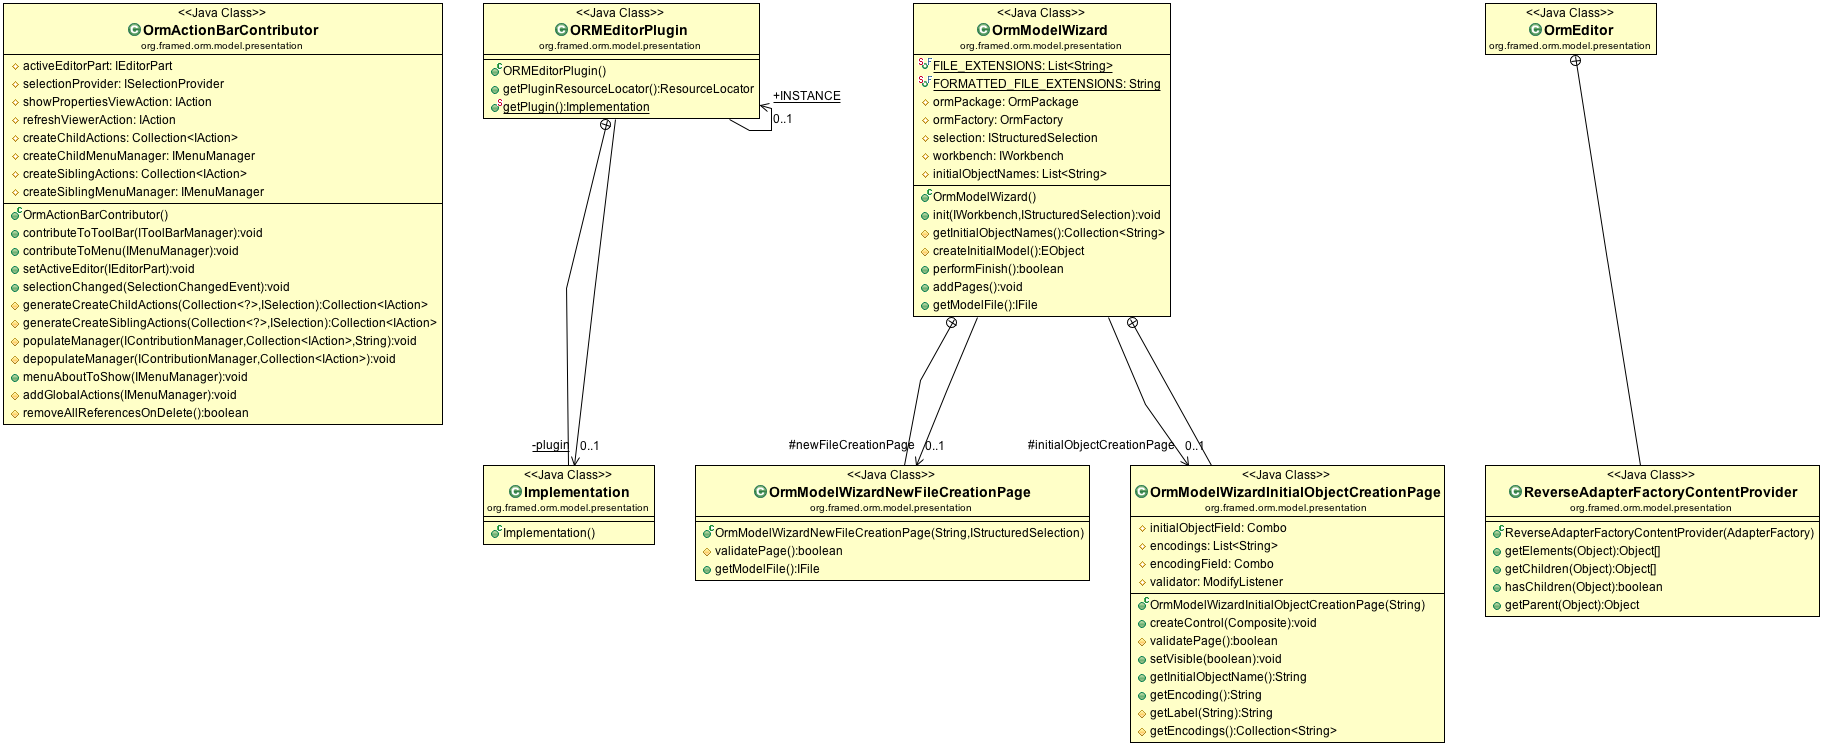 <<Java Class>>
OrmActionBarContributor
org.framed.orm.model.presentation
activeEditorPart: IEditorPart
selectionProvider: ISelectionProvider
showPropertiesViewAction: IAction
refreshViewerAction: IAction
createChildActions: Collection<IAction>
createChildMenuManager: IMenuManager
createSiblingActions: Collection<IAction>
createSiblingMenuManager: IMenuManager
OrmActionBarContributor()
contributeToToolBar(IToolBarManager):void
contributeToMenu(IMenuManager):void
setActiveEditor(IEditorPart):void
selectionChanged(SelectionChangedEvent):void
generateCreateChildActions(Collection<?>,ISelection):Collection<IAction>
generateCreateSiblingActions(Collection<?>,ISelection):Collection<IAction>
populateManager(IContributionManager,Collection<IAction>,String):void
depopulateManager(IContributionManager,Collection<IAction>):void
menuAboutToShow(IMenuManager):void
addGlobalActions(IMenuManager):void
removeAllReferencesOnDelete():boolean
<<Java Class>>
ORMEditorPlugin
org.framed.orm.model.presentation
ORMEditorPlugin()
getPluginResourceLocator():ResourceLocator
getPlugin():Implementation
+INSTANCE
0..1
<<Java Class>>
OrmModelWizard
org.framed.orm.model.presentation
FILE_EXTENSIONS: List<String>
FORMATTED_FILE_EXTENSIONS: String
ormPackage: OrmPackage
ormFactory: OrmFactory
selection: IStructuredSelection
workbench: IWorkbench
initialObjectNames: List<String>
OrmModelWizard()
init(IWorkbench,IStructuredSelection):void
getInitialObjectNames():Collection<String>
createInitialModel():EObject
performFinish():boolean
addPages():void
getModelFile():IFile
<<Java Class>>
OrmEditor
org.framed.orm.model.presentation
-plugin
0..1
#newFileCreationPage
0..1
#initialObjectCreationPage
0..1
<<Java Class>>
Implementation
org.framed.orm.model.presentation
Implementation()
<<Java Class>>
OrmModelWizardNewFileCreationPage
org.framed.orm.model.presentation
OrmModelWizardNewFileCreationPage(String,IStructuredSelection)
validatePage():boolean
getModelFile():IFile
<<Java Class>>
OrmModelWizardInitialObjectCreationPage
org.framed.orm.model.presentation
initialObjectField: Combo
encodings: List<String>
encodingField: Combo
validator: ModifyListener
OrmModelWizardInitialObjectCreationPage(String)
createControl(Composite):void
validatePage():boolean
setVisible(boolean):void
getInitialObjectName():String
getEncoding():String
getLabel(String):String
getEncodings():Collection<String>
<<Java Class>>
ReverseAdapterFactoryContentProvider
org.framed.orm.model.presentation
ReverseAdapterFactoryContentProvider(AdapterFactory)
getElements(Object):Object[]
getChildren(Object):Object[]
hasChildren(Object):boolean
getParent(Object):Object